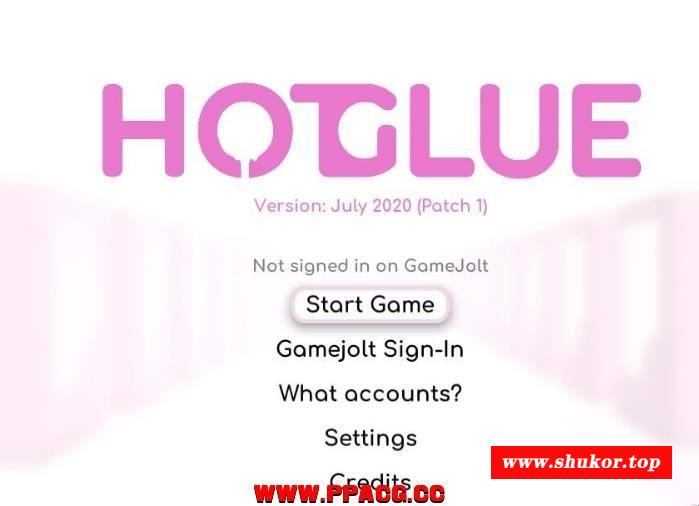 HOTGLUE
Version: July 2020 (Patch 1)
Not signed in on GameJolt
Start Game
Gamejolt Sign-In
What accounts?
Settings
www.shukor.top
Credits
WWW.PPACG.CC